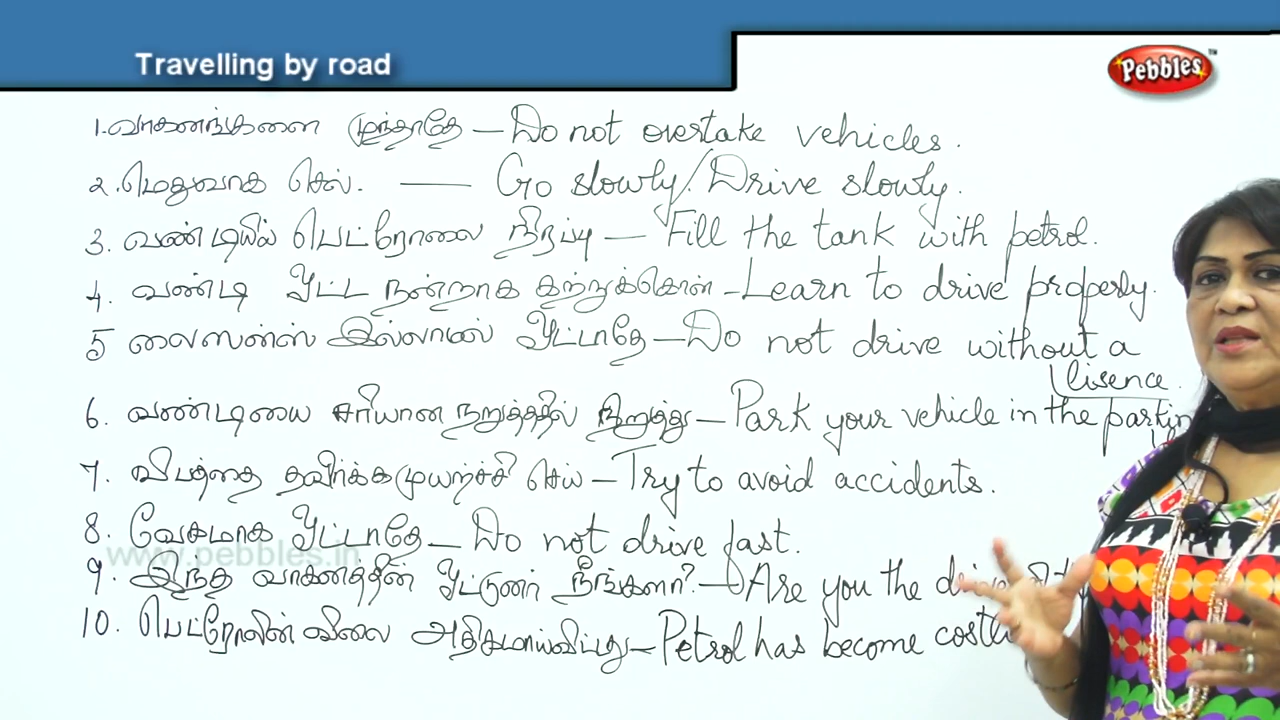 Travelling by road
Pebbles™
1. வாகனங்களை முந்தாதே – Do not overtake vehicles.
2. மெதுவாக செல். — Go slowly/Drive slowly.
3. வண்டியில் பெட்ரோலை நிரப்பு – Fill the tank with petrol.
4. வண்டி ஓட்ட நன்றாக கற்றுக்கொள் – Learn to drive properly.
5 லைஸன்ஸ் இல்லாமல் ஓட்டாதே – Do not drive without a
lisence.
6. வண்டியை சரியான நிறுத்து – Park your vehicle in the parkin
7. விபத்தை தவிர்க்க முயற்ச்சி செய் – Try to avoid accidents.
8. வேகமாக ஓட்டாதே – Do not drive fast.
www.pebbles.in
9. இந்த வாகனத்தின் ஓட்டுனர் நீங்களா? – Are you the
10. பெட்ரோலின் விலை அதிகமாய்விட்டது – Petrol has become